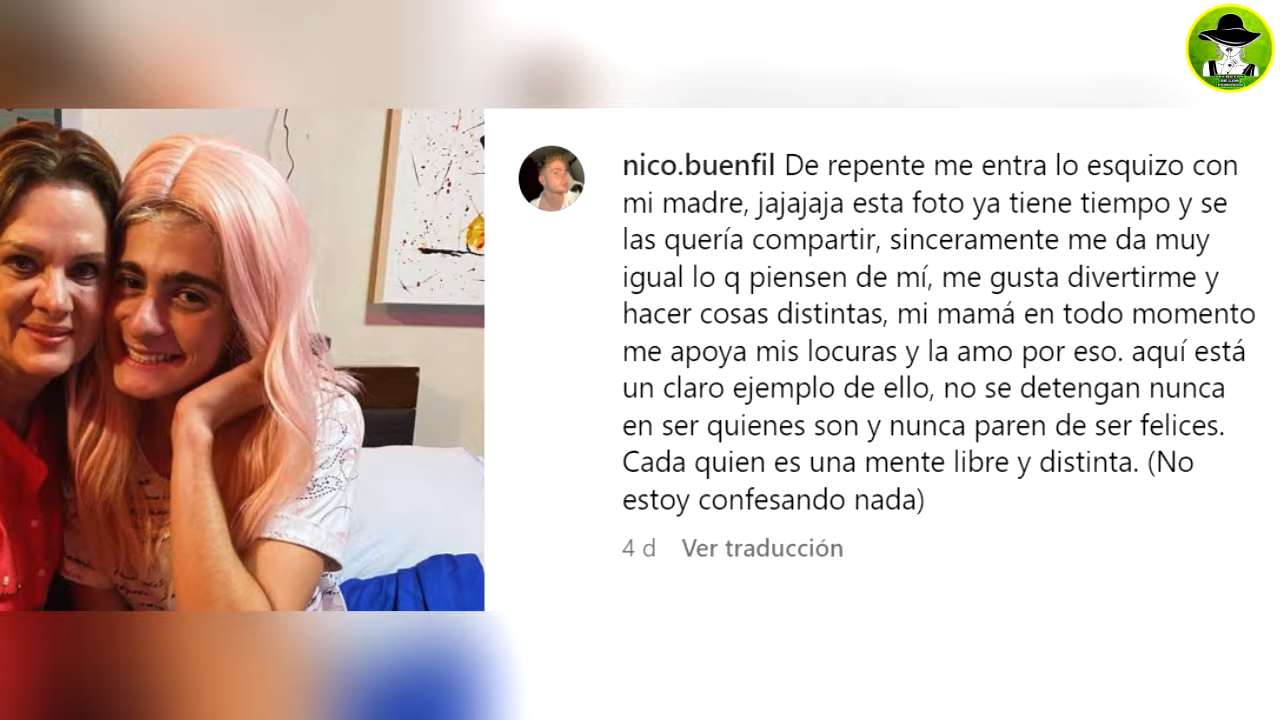 nico.buenfil De repente me entra lo esquizo con
mi madre, jajajaja esta foto ya tiene tiempo y se
las quería compartir, sinceramente me da muy
igual lo q piensen de mí, me gusta divertirme y
hacer cosas distintas, mi mamá en todo momento
me apoya mis locuras y la amo por eso. aquí está
un claro ejemplo de ello, no se detengan nunca
en ser quienes son y nunca paren de ser felices.
Cada quien es una mente libre y distinta. (No
estoy confesando nada)
4 d Ver traducción
SECRETOS
DE LOS
FAMOSOS